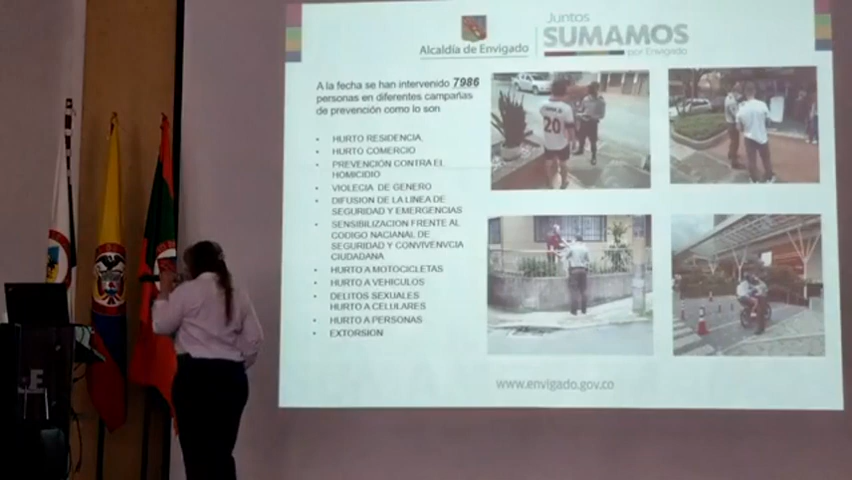 Alcaldía de Envigado
Juntos
SUMAMOS
por Envigado
A la fecha se han intervenido 7986
personas en diferentes campañas
de prevención como lo son
• HURTO RESIDENCIA,
• HURTO COMERCIO
• PREVENCIÓN CONTRA EL
HOMICIDIO
• VIOLECIA DE GENERO
• DIFUSION DE LA LINEA DE
SEGURIDAD Y EMERGENCIAS
• SENSIBILIZACION FRENTE AL
CODIGO NACIANAL DE
SEGURIDAD Y CONVIVENVCIA
CIUDADANA
• HURTO A MOTOCICLETAS
• HURTO A VEHICULOS
• DELITOS SEXUALES
HURTO A CELULARES
• HURTO A PERSONAS
• EXTORSION
20
www.envigado.gov.co